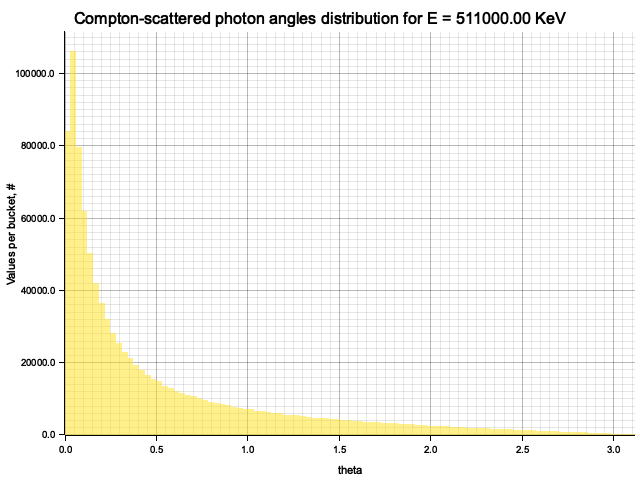 Compton-scattered photon angles distribution for E = 511000.00 KeV
Values per bucket, #
100000.0
80000.0
60000.0
40000.0
20000.0
0.0
0.0 0.5 1.0 1.5 2.0 2.5 3.0
theta